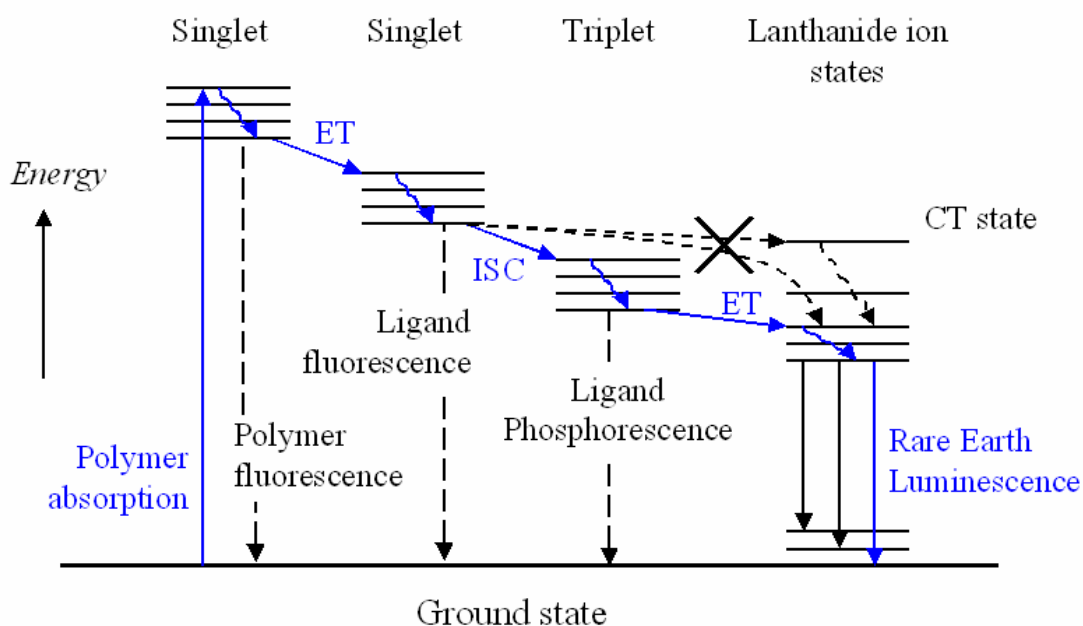 Singlet
Singlet
Triplet
Lanthanide ion
states
ET
Energy
CT state
ISC
ET
Ligand
fluorescence
Ligand
Phosphorescence
Polymer
fluorescence
Polymer
absorption
Rare Earth
Luminescence
Ground state